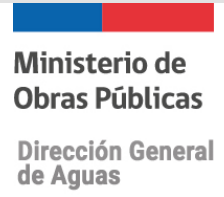 Ministerio de
Obras Públicas
Dirección General
de Aguas